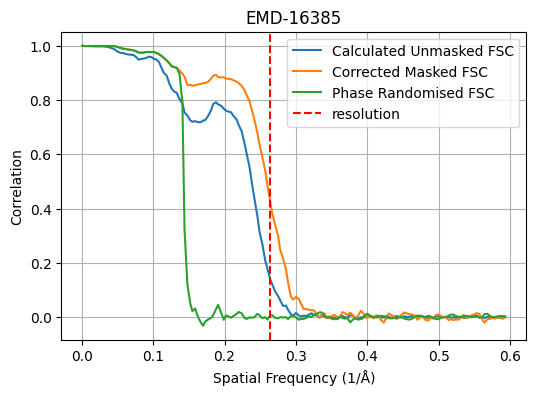 EMD-16385
Calculated Unmasked FSC
Corrected Masked FSC
Phase Randomised FSC
resolution
Correlation
1.0
0.8
0.6
0.4
0.2
0.0
0.0 0.1 0.2 0.3 0.4 0.5 0.6
Spatial Frequency (1/Å)